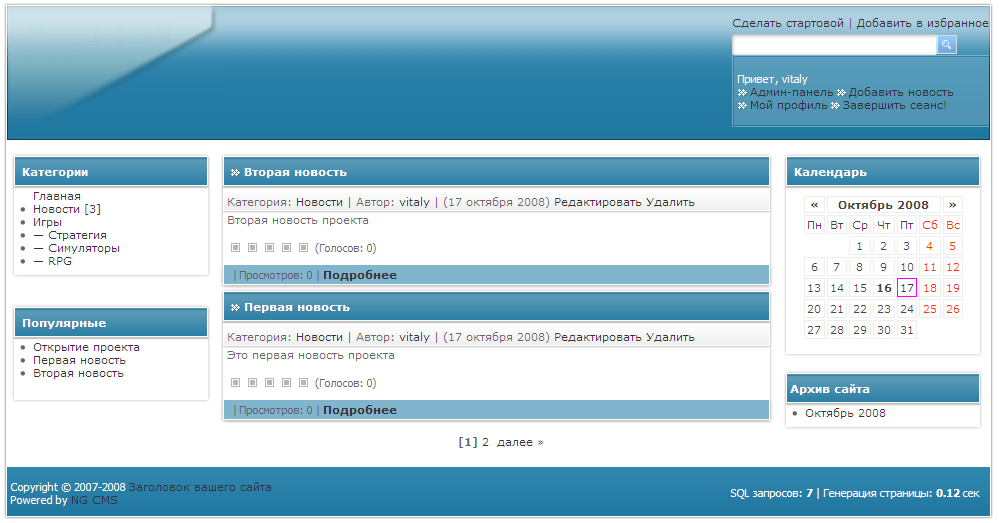 Сделать стартовой | Добавить в избранное
Привет, vitaly
Админ-панель Добавить новость
Мой профиль Завершить сеанс!
Категории
Главная
Новости [3]
Игры
— Стратегия
— Симуляторы
— RPG
Популярные
Открытие проекта
Первая новость
Вторая новость
Вторая новость
Категория: Новости | Автор: vitaly | (17 октября 2008) Редактировать Удалить
Вторая новость проекта
(Голосов: 0)
| Просмотров: 0 | Подробнее
Первая новость
Категория: Новости | Автор: vitaly | (17 октября 2008) Редактировать Удалить
Это первая новость проекта
(Голосов: 0)
| Просмотров: 0 | Подробнее
[1] 2 далее »
Календарь
« Октябрь 2008 »
Пн Вт Ср Чт Пт Сб Вс
1 2 3 4 5
6 7 8 9 10 11 12
13 14 15 16 17 18 19
20 21 22 23 24 25 26
27 28 29 30 31
Архив сайта
Октябрь 2008
Copyright © 2007-2008 Заголовок вашего сайта
Powered by NG CMS
SQL запросов: 7 | Генерация страницы: 0.12 сек